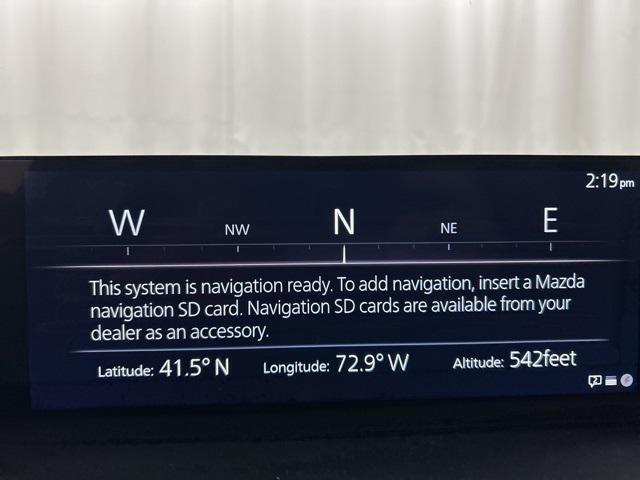 2:19pm
W NW N NE E
This system is navigation ready. To add navigation, insert a Mazda
navigation SD card. Navigation SD cards are available from your
dealer as an accessory.
Latitude: 41.5° N Longitude: 72.9° W Altitude: 542feet